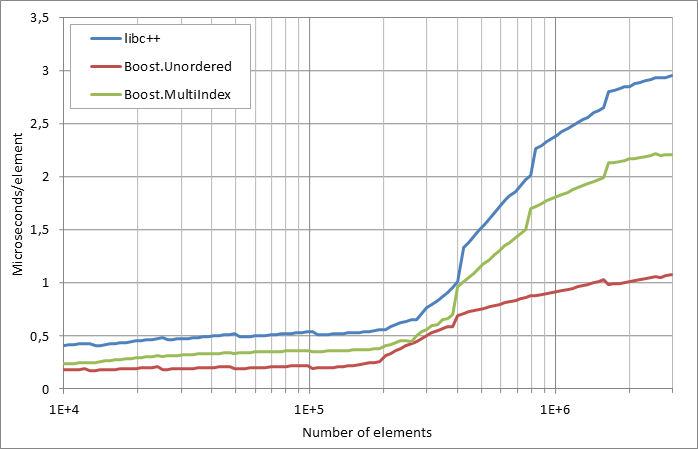 3,5
3
2,5
2
1,5
1
0,5
0
libc++
Boost.Unordered
Boost.MultiIndex
Microseconds/element
1E+4
1E+5
1E+6
Number of elements